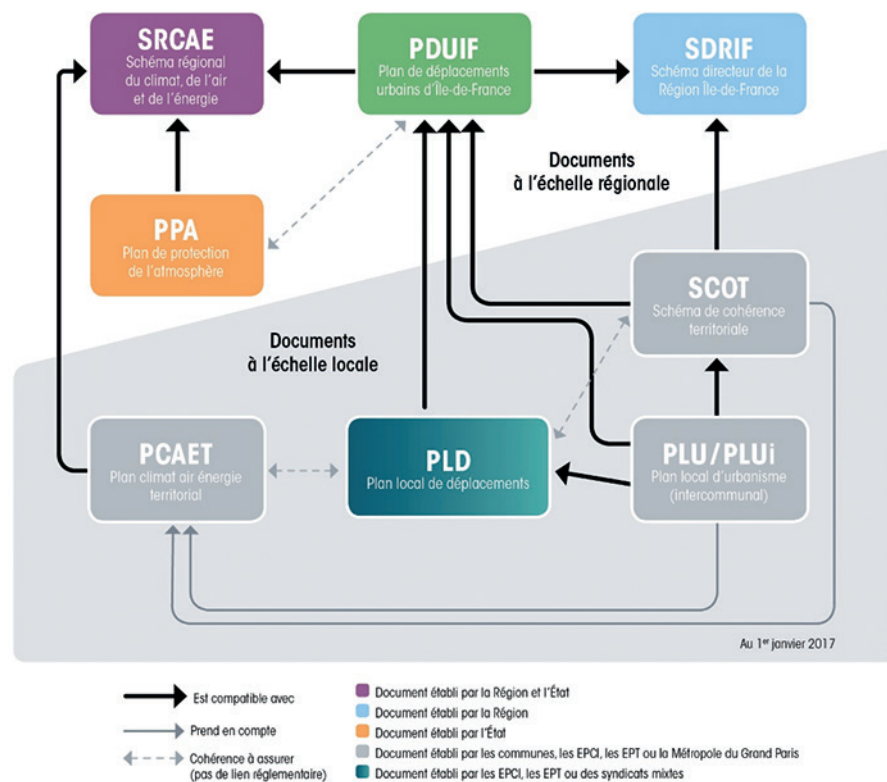 SRCAE
Schéma régional
du climat, de l'air
et de l'énergie
PDUIF
Plan de déplacements
urbains d'Île-de-France
SDRIF
Schéma directeur de la
Région Île-de-France
Documents
à l'échelle régionale
PPA
Plan de protection
de l'atmosphère
SCOT
Schéma de cohérence
territoriale
Documents
à l'échelle locale
PCAET
Plan climat air énergie
territorial
PLD
Plan local de déplacements
PLU/PLUi
Plan local d'urbanisme
(intercommunal)
Au 1er janvier 2017
Est compatible avec
Prend en compte
Cohérence à assurer
(pas de lien réglementaire)
Document établi par la Région et l'État
Document établi par la Région
Document établi par l'État
Document établi par les communes, les EPCI, les EPT ou la Métropole du Grand Paris
Document établi par les EPCI, les EPT ou des syndicats mixtes